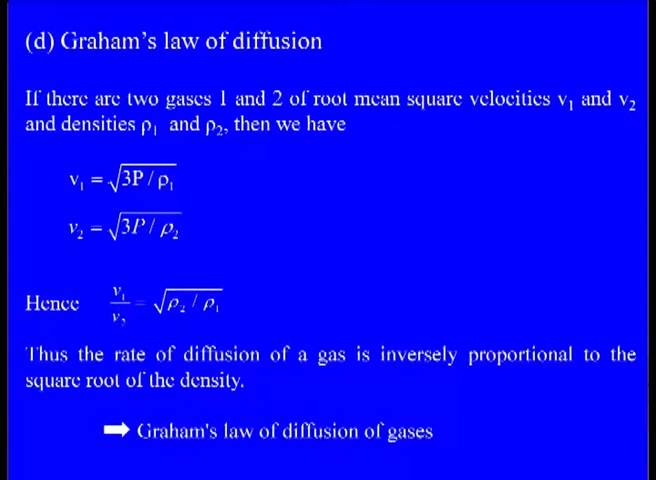 (d) Graham's law of diffusion
If there are two gases 1 and 2 of root mean square velocities v₁ and v₂
and densities ρ₁ and ρ₂, then we have
v₁ = √3P / ρ₁
v₂ = √3P / ρ₂
Hence v₁/v₂ = √ρ₂ / ρ₁
Thus the rate of diffusion of a gas is inversely proportional to the
square root of the density.
➡ Graham's law of diffusion of gases